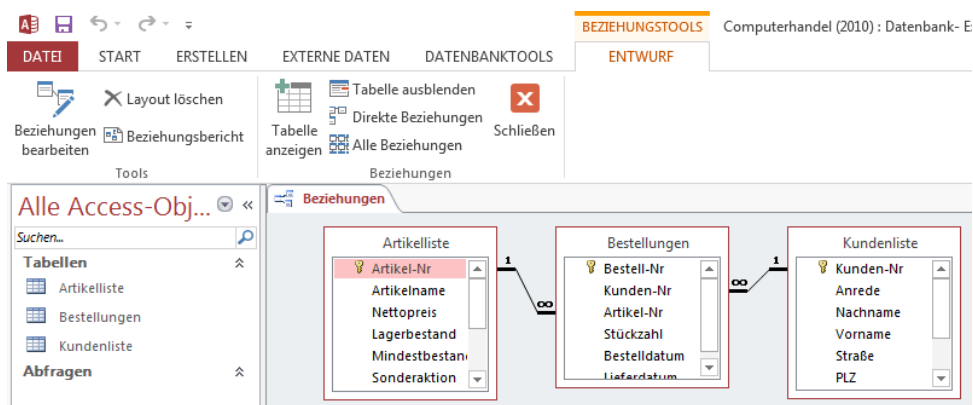 BEZIEHUNGSTOOLS Computerhandel (2010) : Datenbank- E
DATEI START ERSTELLEN EXTERNE DATEN DATENBANKTOOLS ENTWURF
Beziehungen bearbeiten
Layout löschen
Beziehungsbericht
Tools
Tabelle anzeigen
Tabelle ausblenden
Direkte Beziehungen
Alle Beziehungen
Schließen
Beziehungen
Alle Access-Obj...
Suchen...
Tabellen
Artikelliste
Bestellungen
Kundenliste
Abfragen
Beziehungen
Artikelliste
Artikel-Nr
Artikelname
Nettopreis
Lagerbestand
Mindestbestan
Sonderaktion
1
∞
Bestellungen
Bestell-Nr
Kunden-Nr
Artikel-Nr
Stückzahl
Bestelldatum
Lieferdatum
∞
1
Kundenliste
Kunden-Nr
Anrede
Nachname
Vorname
Straße
PLZ